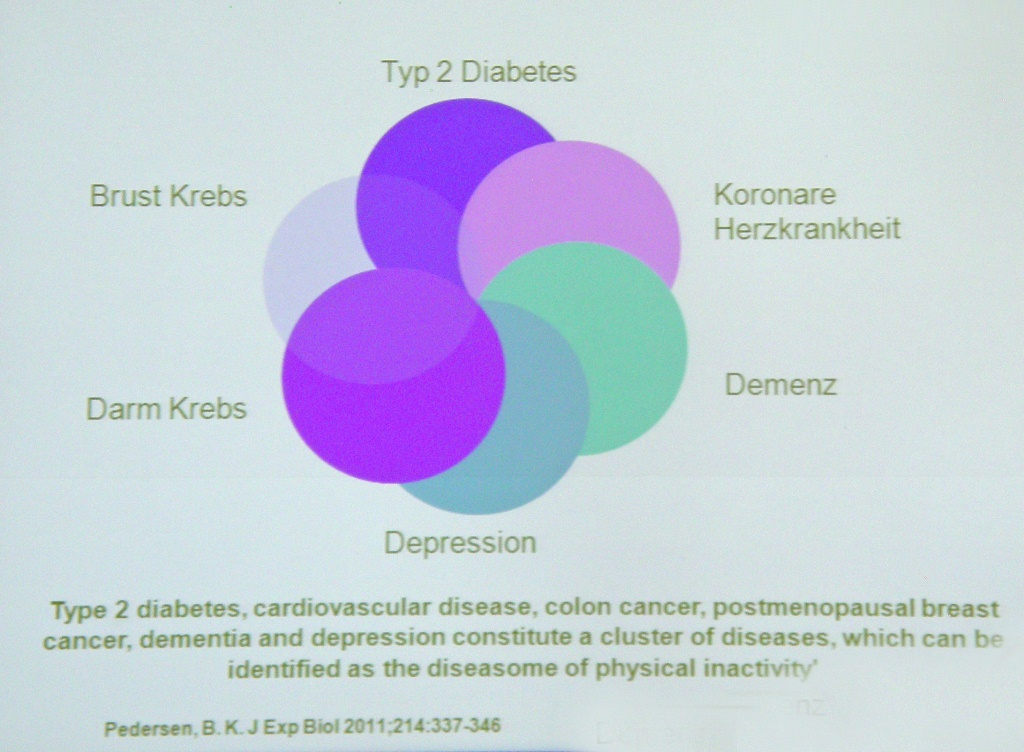 Typ 2 Diabetes
Brust Krebs
Koronare
Herzkrankheit
Demenz
Darm Krebs
Depression
Type 2 diabetes, cardiovascular disease, colon cancer, postmenopausal breast
cancer, dementia and depression constitute a cluster of diseases, which can be
identified as the diseasome of physical inactivity'
Pedersen, B. K. J Exp Biol 2011;214:337-346